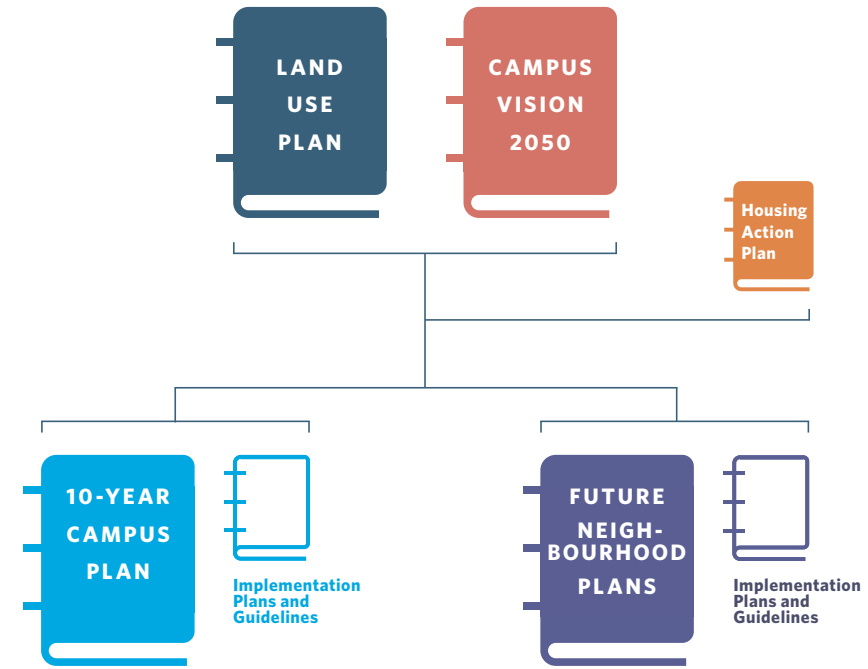 LAND
USE
PLAN
CAMPUS
VISION
2050
Housing
Action
Plan
10-YEAR
CAMPUS
PLAN
Implementation
Plans and
Guidelines
FUTURE
NEIGH-
BOURHOOD
PLANS
Implementation
Plans and
Guidelines